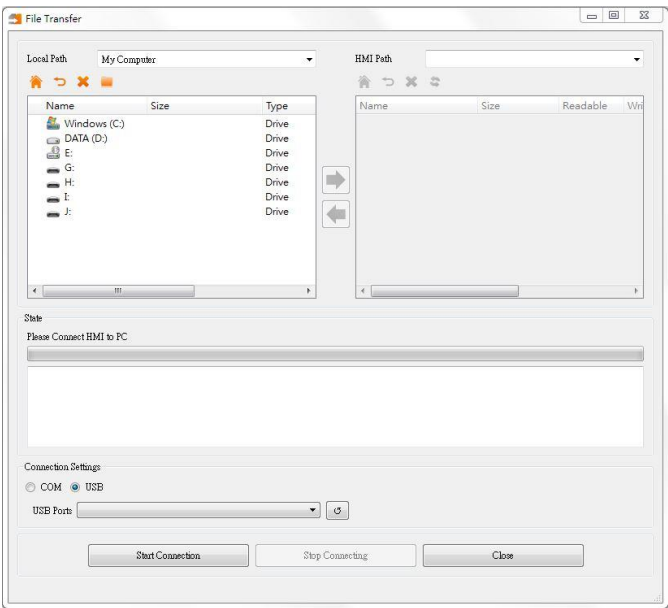 File Transfer
Local Path My Computer
HMI Path
Name Size Type
Windows (C:) Drive
DATA (D:) Drive
E: Drive
G: Drive
H: Drive
I: Drive
J: Drive
Name Size Readable Wri
State
Please Connect HMI to PC
Connection Settings
COM USB
USB Ports
Start Connection Stop Connecting Close